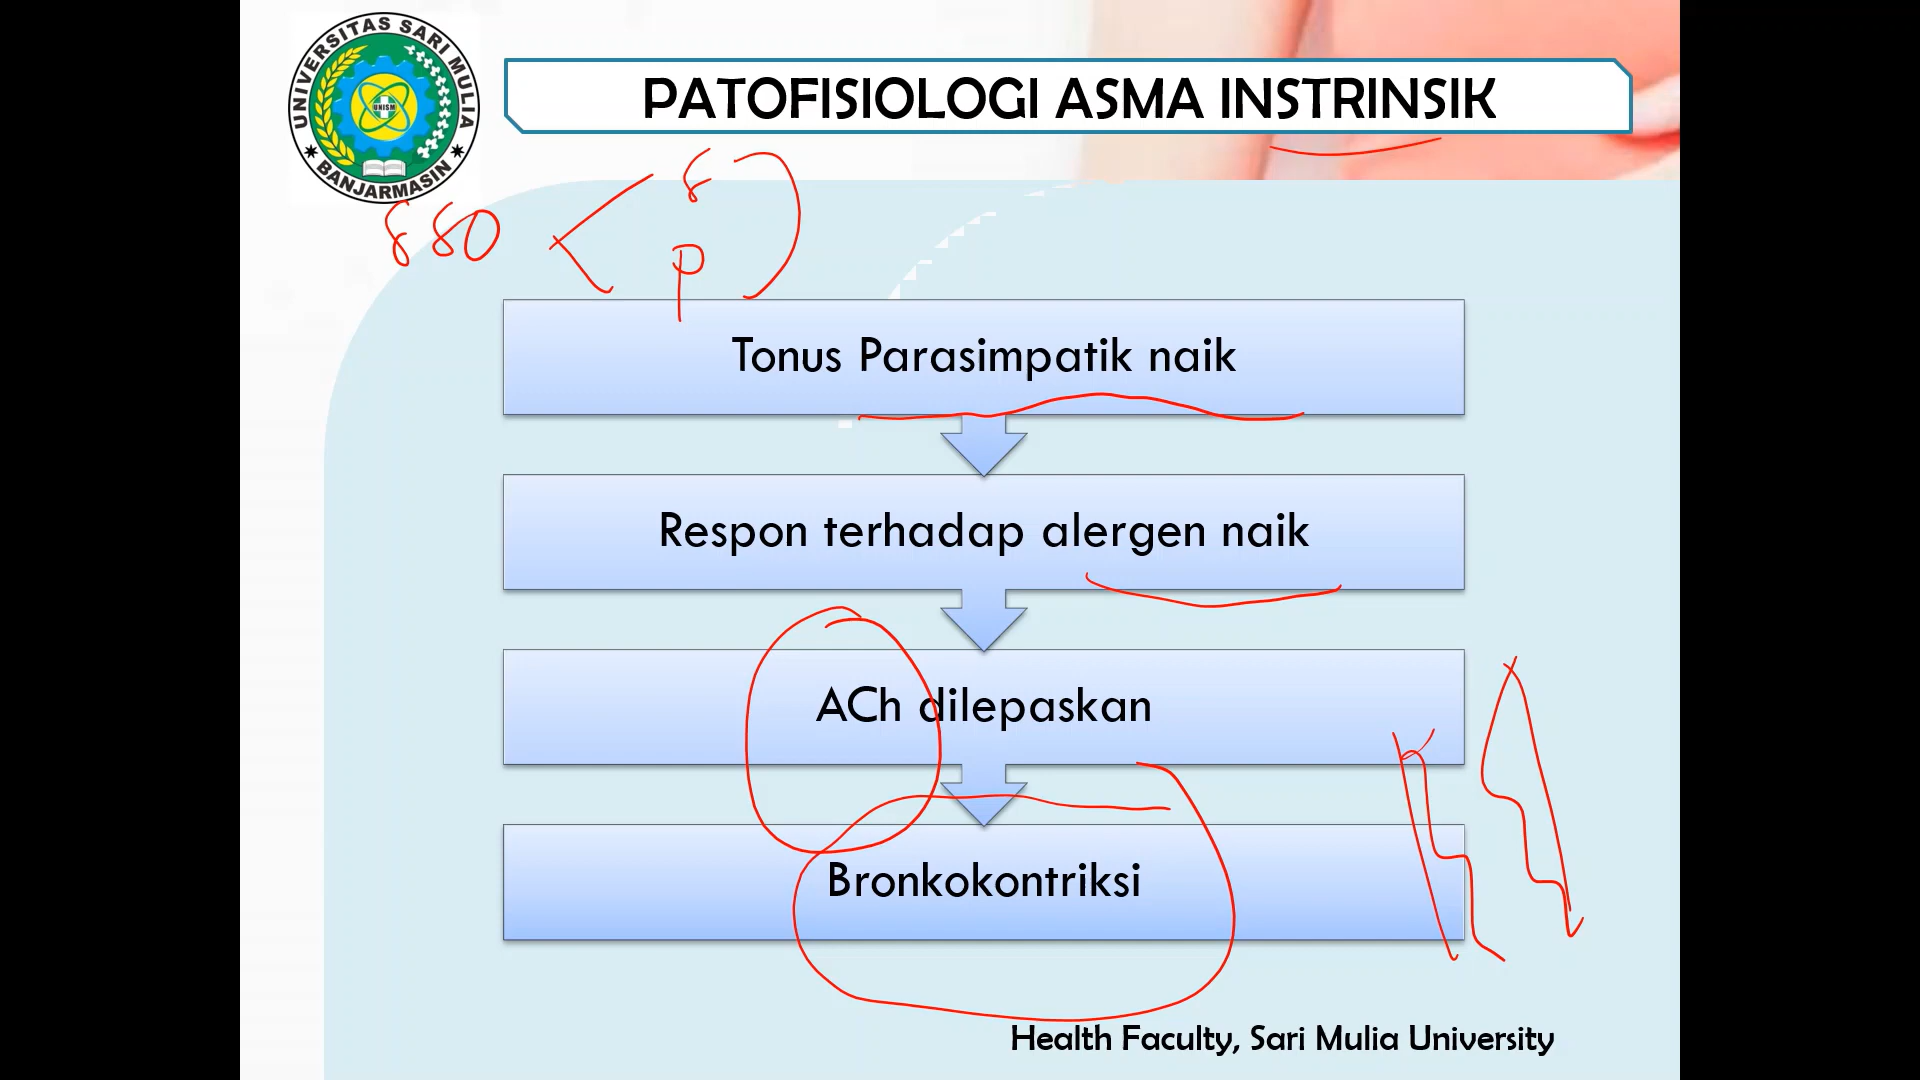 UNIVERSITAS SARI MULIA
UNISM
BANJARMASIN
PATOFISIOLOGI ASMA INSTRINSIK
P
Tonus Parasimpatik naik
Respon terhadap alergen naik
ACh dilepaskan
Bronkokontriksi
Health Faculty, Sari Mulia University